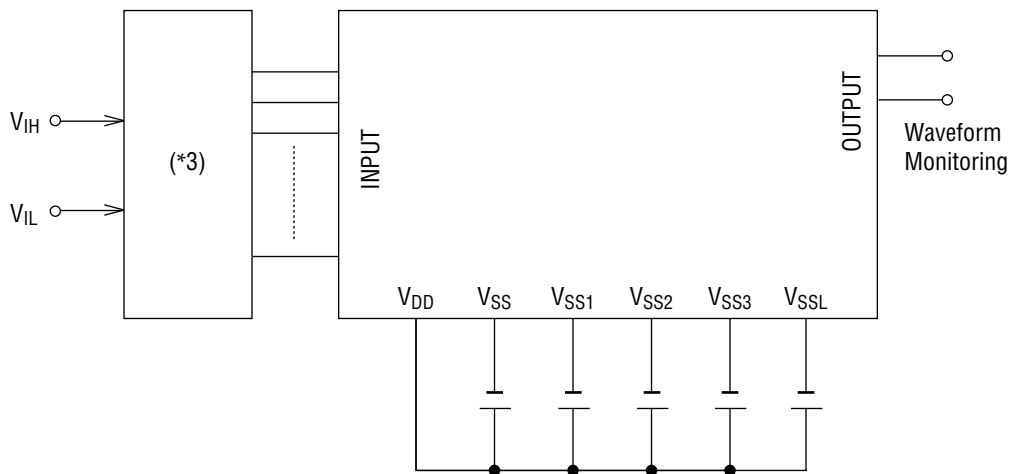 V_IH
V_IL
(*3)
INPUT
OUTPUT
Waveform
Monitoring
V_DD V_SS V_SS1 V_SS2 V_SS3 V_SSL